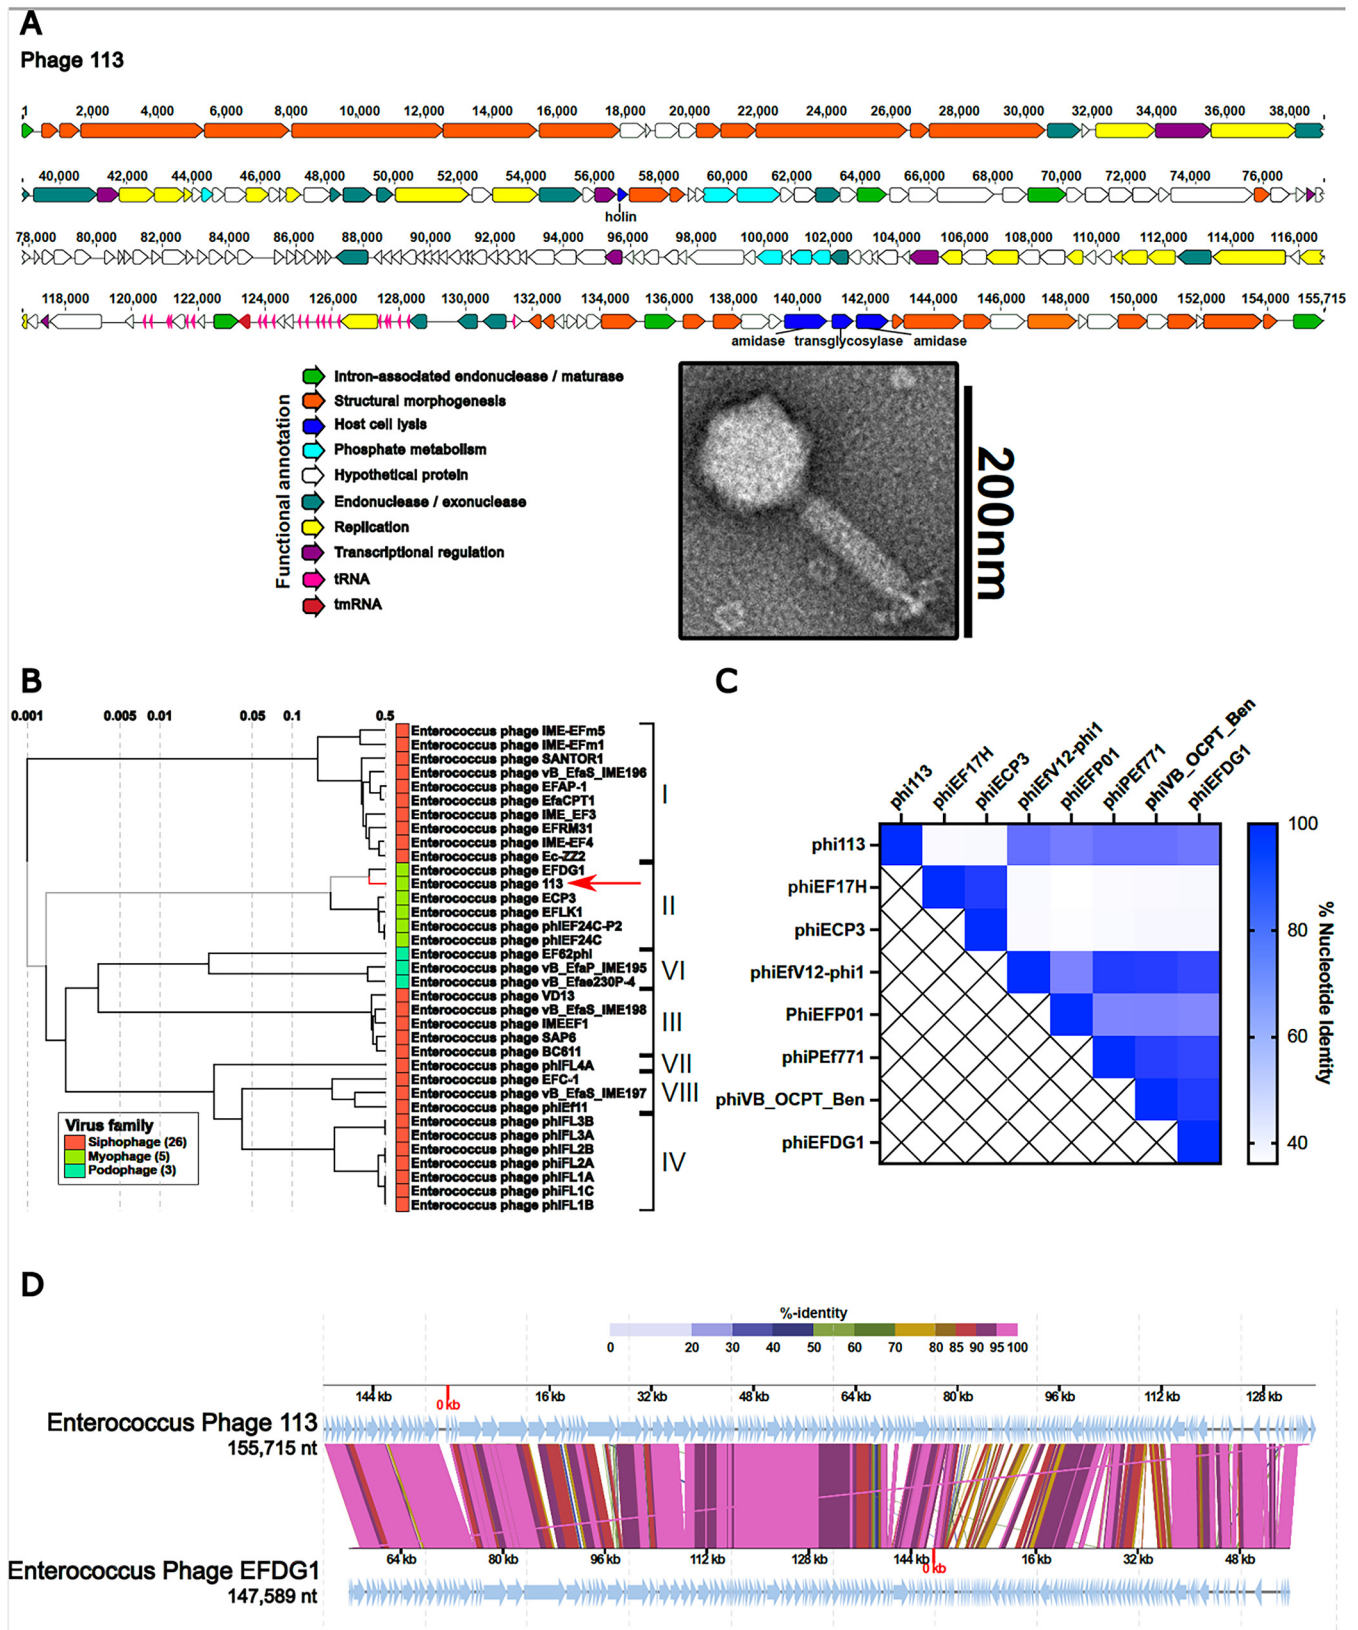 A
Phage 113
1 2,000 4,000 6,000 8,000 10,000 12,000 14,000 16,000 18,000 20,000 22,000 24,000 26,000 28,000 30,000 32,000 34,000 36,000 38,000
40,000 42,000 44,000 46,000 48,000 50,000 52,000 54,000 56,000 58,000 60,000 62,000 64,000 66,000 68,000 70,000 72,000 74,000 76,000
holin
78,000 80,000 82,000 84,000 86,000 88,000 90,000 92,000 94,000 96,000 98,000 100,000 102,000 104,000 106,000 108,000 110,000 112,000 114,000 116,000
118,000 120,000 122,000 124,000 126,000 128,000 130,000 132,000 134,000 136,000 138,000 140,000 142,000 144,000 146,000 148,000 150,000 152,000 154,000 155,715
amidase transglycosylase amidase
Functional annotation
Intron-associated endonuclease / maturase
Structural morphogenesis
Host cell lysis
Phosphate metabolism
Hypothetical protein
Endonuclease / exonuclease
Replication
Transcriptional regulation
tRNA
tmRNA
200nm
B
0.001 0.005 0.01 0.05 0.1 0.5
Enterococcus phage IME-EFm5
Enterococcus phage IME-EFm1
Enterococcus phage SANTOR1
Enterococcus phage vB_EfaS_IME196
Enterococcus phage EFAP-1
Enterococcus phage EfaCPT1
Enterococcus phage IME_EF3
Enterococcus phage EFRM31
Enterococcus phage IME-EF4
Enterococcus phage Ec-ZZ2
I
Enterococcus phage EFDG1
Enterococcus phage 113
Enterococcus phage ECP3
Enterococcus phage EFLK1
Enterococcus phage phiEF24C-P2
Enterococcus phage phiEF24C
II
Enterococcus phage EF62phi
Enterococcus phage vB_EfaP_IME195
Enterococcus phage vB_Efae230P-4
VI
Enterococcus phage VD13
Enterococcus phage vB_EfaS_IME198
Enterococcus phage IMEEF1
Enterococcus phage SAP6
Enterococcus phage BC611
III
Enterococcus phage phiFL4A
VII
Enterococcus phage EFC-1
Enterococcus phage vB_EfaS_IME197
Enterococcus phage phiEf11
VIII
Enterococcus phage phiFL3B
Enterococcus phage phiFL3A
Enterococcus phage phiFL2B
Enterococcus phage phiFL2A
Enterococcus phage phiFL1A
Enterococcus phage phiFL1C
Enterococcus phage phiFL1B
IV
Virus family
Siphophage (26)
Myophage (5)
Podophage (3)
C
phi113 phiEF17H phiECP3 phiEfV12-phi1 phiEFP01 phiPEf771 phiVB_OCPT_Ben phiEFDG1
phi113
phiEF17H
phiECP3
phiEfV12-phi1
PhiEFP01
phiPEf771
phiVB_OCPT_Ben
phiEFDG1
100
80
60
40
% Nucleotide Identity
D
%-identity
0 20 30 40 50 60 70 80 85 90 95 100
144 kb 0 kb 16 kb 32 kb 48 kb 64 kb 80 kb 96 kb 112 kb 128 kb
Enterococcus Phage 113
155,715 nt
64 kb 80 kb 96 kb 112 kb 128 kb 144 kb 0 kb 16 kb 32 kb 48 kb
Enterococcus Phage EFDG1
147,589 nt